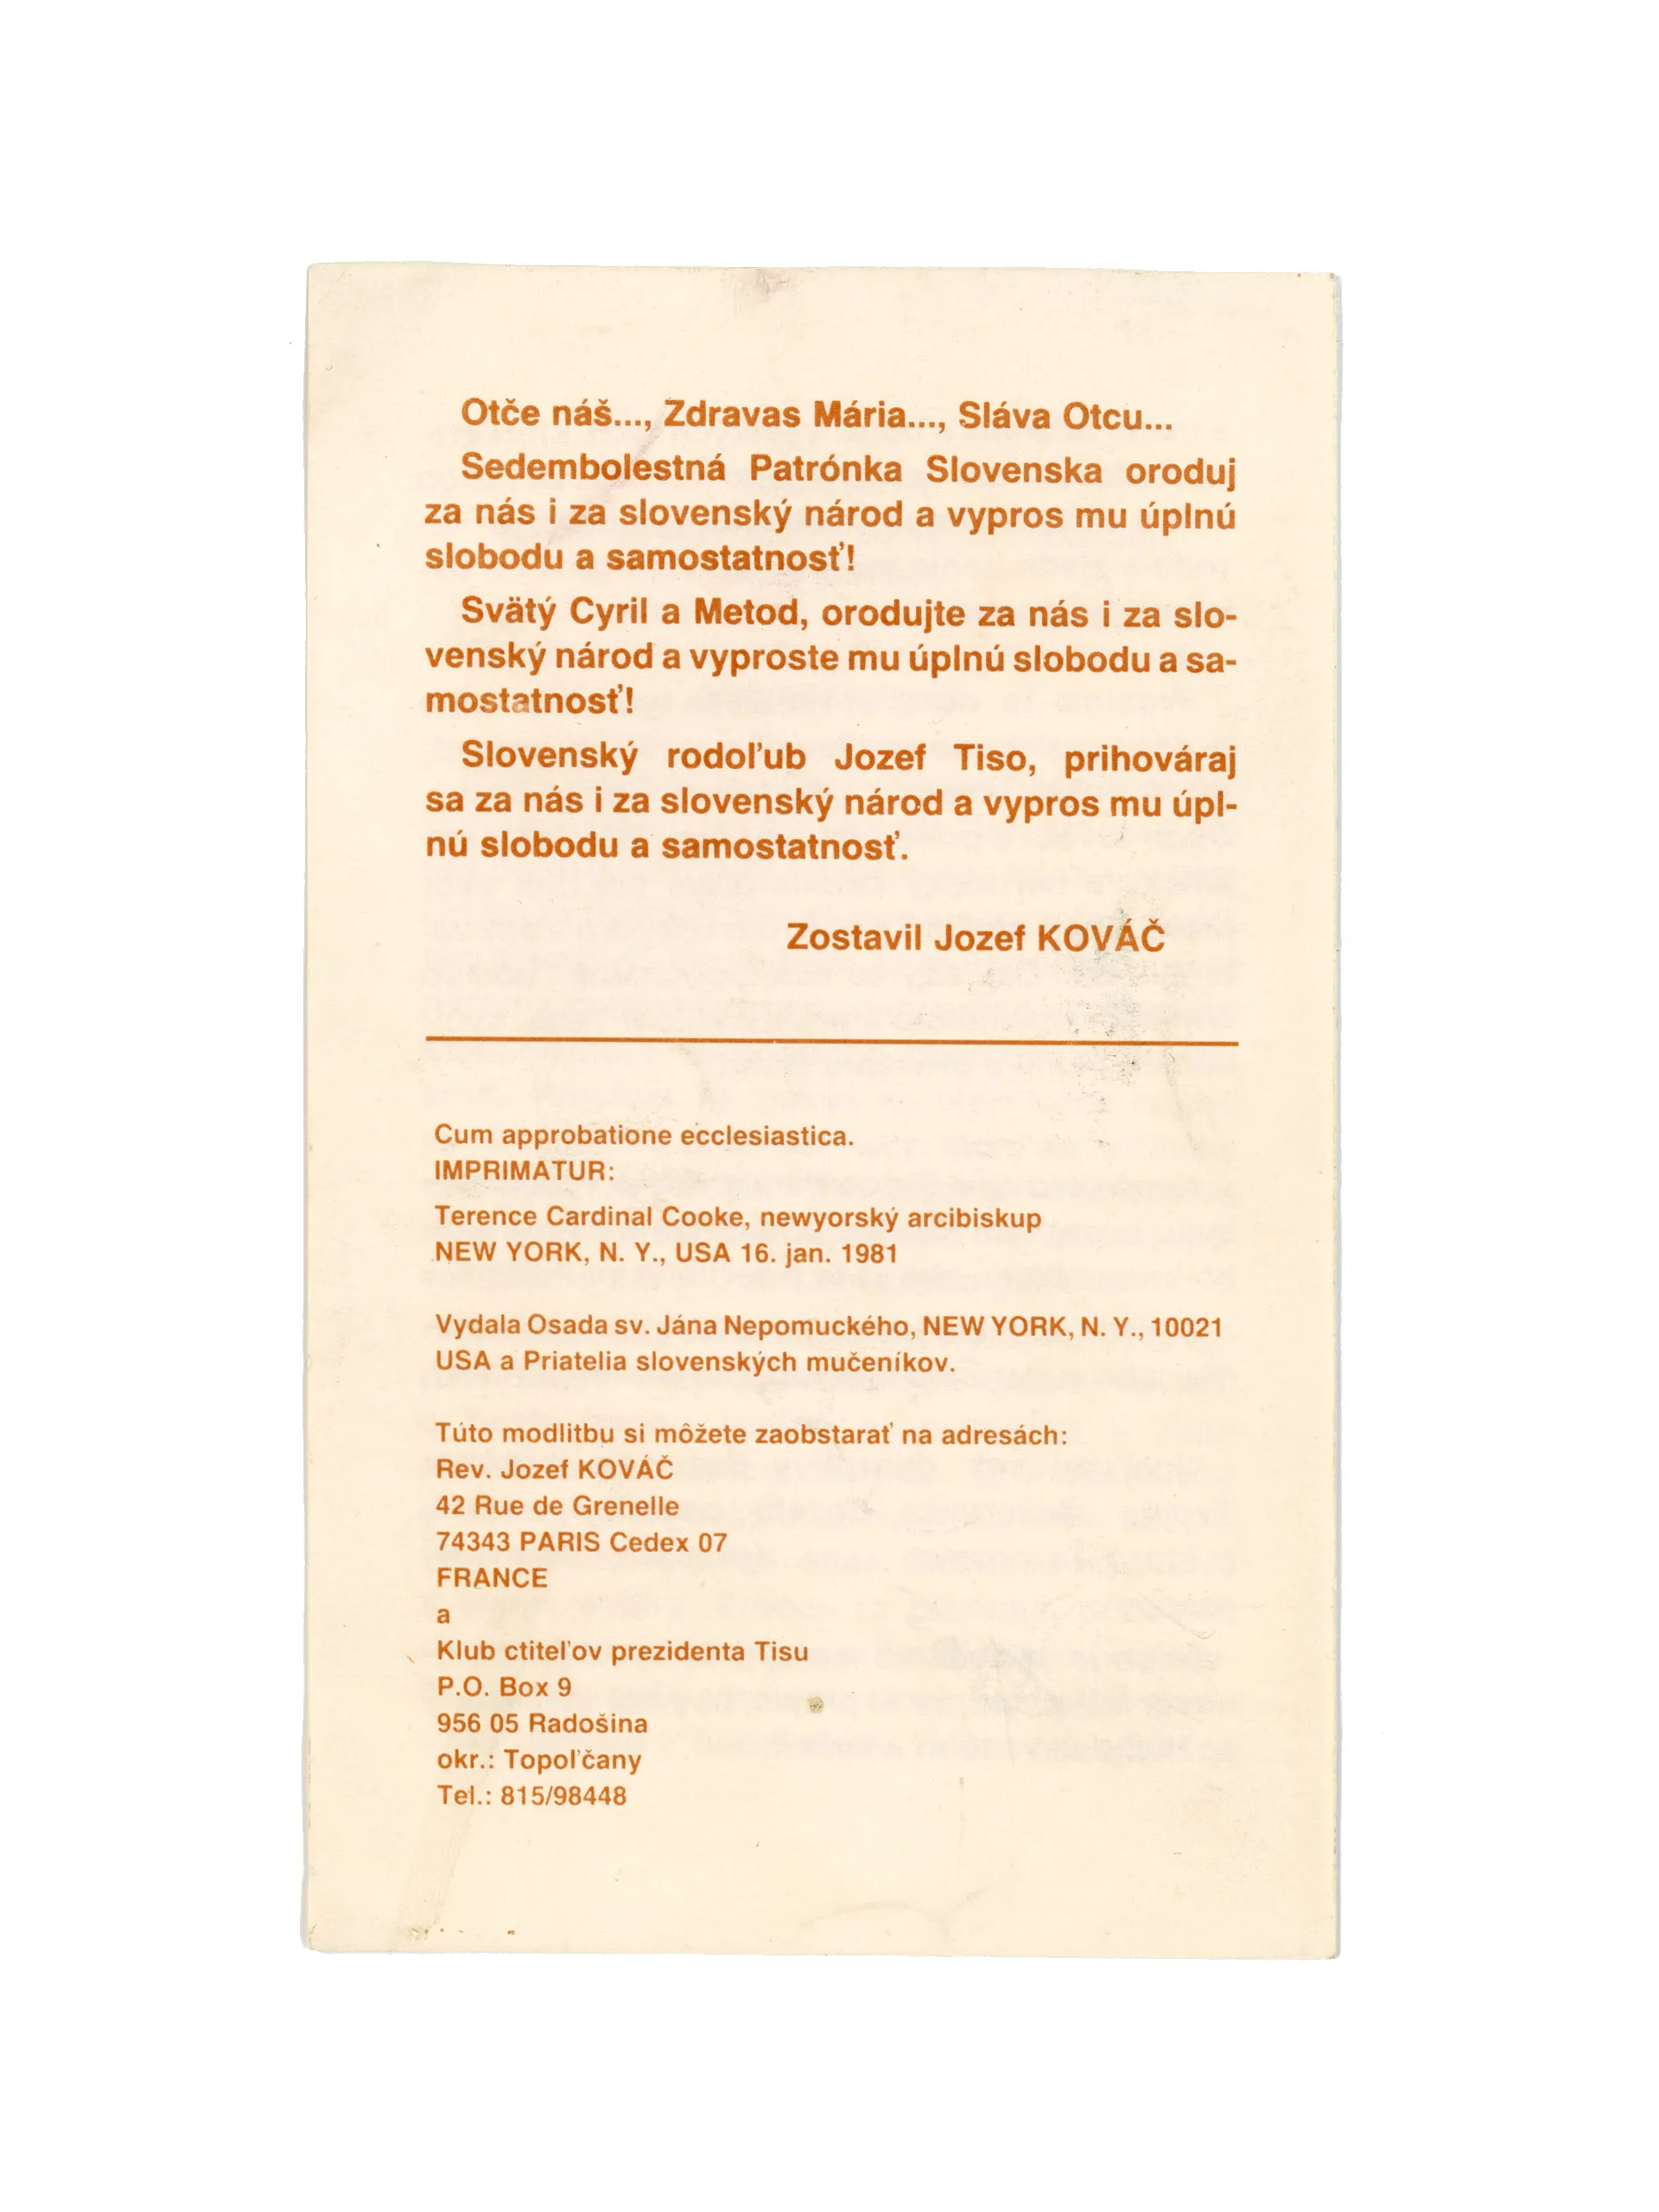 Otče náš..., Zdravas Mária..., Sláva Otcu...
Sedembolestná Patrónka Slovenska oroduj
za nás i za slovenský národ a vypros mu úplnú
slobodu a samostatnosť!
Svätý Cyril a Metod, orodujte za nás i za slo-
venský národ a vyproste mu úplnú slobodu a sa-
mostatnosť!
Slovenský rodoľub Jozef Tiso, prihováraj
sa za nás i za slovenský národ a vypros mu úpl-
nú slobodu a samostatnosť.
Zostavil Jozef KOVÁČ
Cum approbatione ecclesiastica.
IMPRIMATUR:
Terence Cardinal Cooke, newyorský arcibiskup
NEW YORK, N. Y., USA 16. jan. 1981
Vydala Osada sv. Jána Nepomuckého, NEW YORK, N. Y., 10021
USA a Priatelia slovenských mučeníkov.
Túto modlitbu si môžete zaobstarať na adresách:
Rev. Jozef KOVÁČ
42 Rue de Grenelle
74343 PARIS Cedex 07
FRANCE
a
Klub ctiteľov prezidenta Tisu
P.O. Box 9
956 05 Radošina
okr.: Topoľčany
Tel.: 815/98448